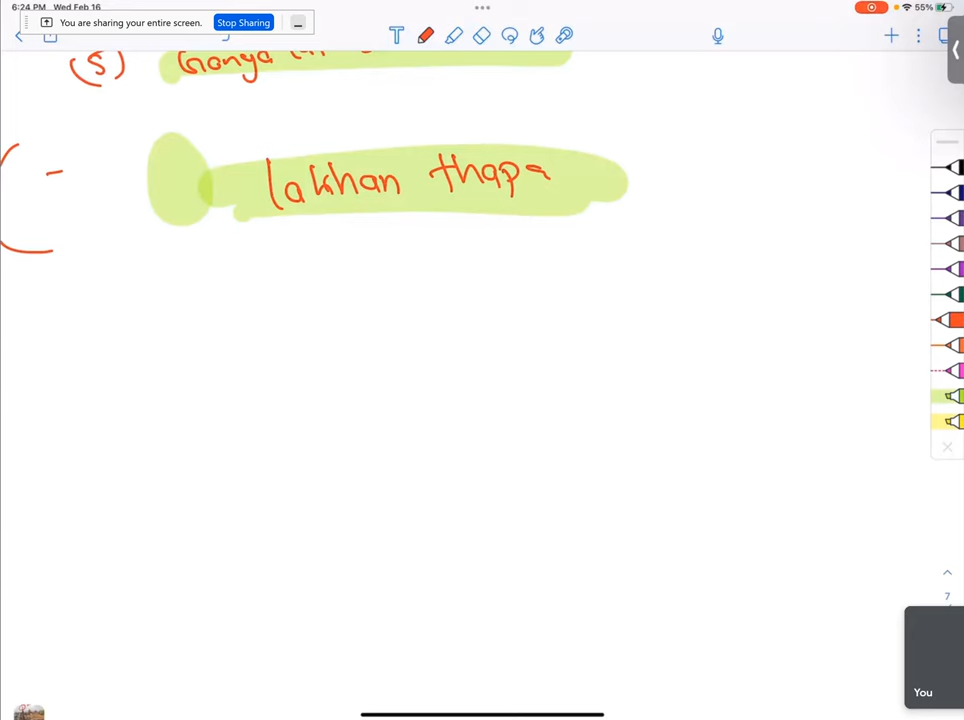 6:24 PM Wed Feb 16
55%
You are sharing your entire screen.
Stop Sharing
T
(5)
lakhan thapa
7
You